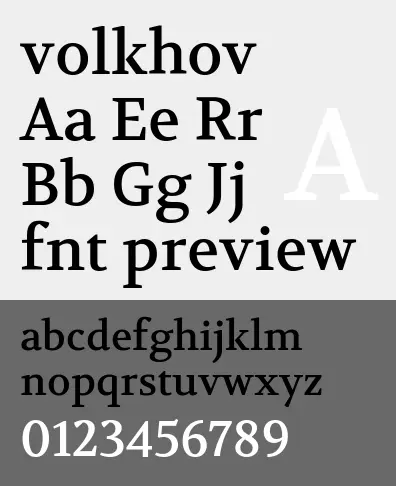 volkhov
Aa Ee Rr
A
Bb Gg Jj
fnt preview
abcdefghijklm
nopqrstuvwxyz
0123456789